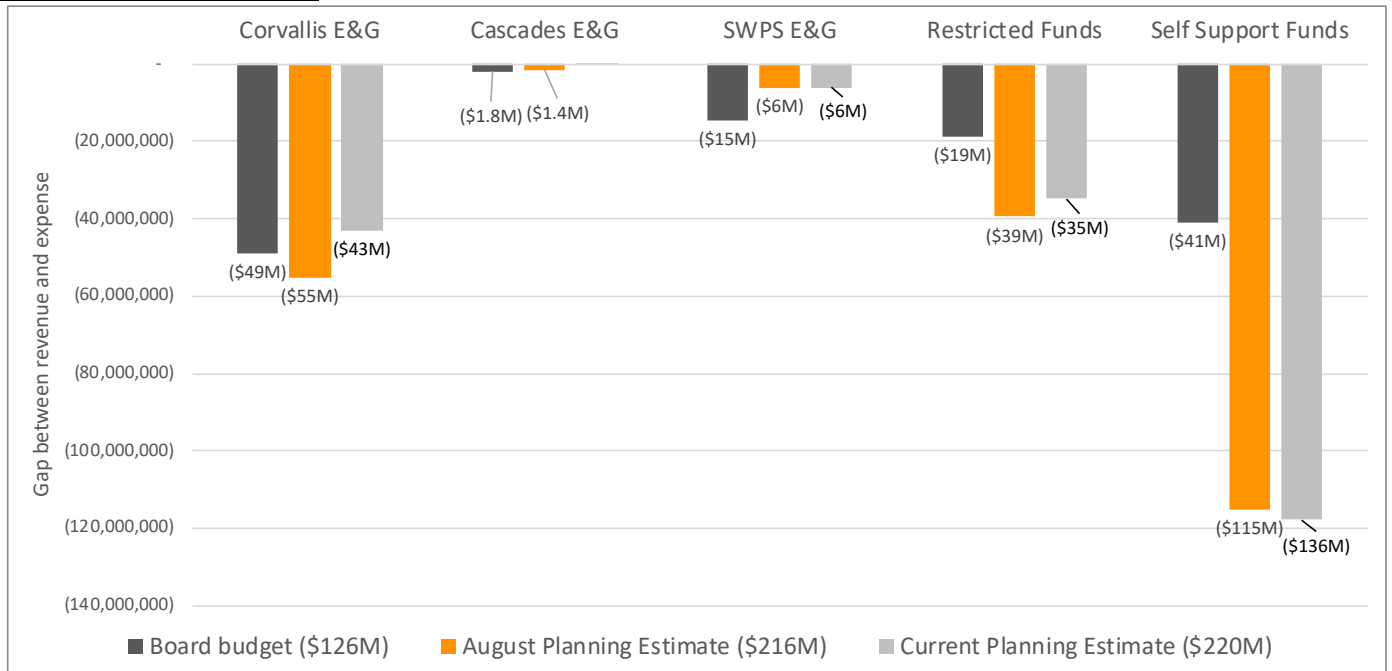 Corvallis E&G Cascades E&G SWPS E&G Restricted Funds Self Support Funds
-
(20,000,000)
(40,000,000)
(60,000,000)
(80,000,000)
(100,000,000)
(120,000,000)
(140,000,000)
Gap between revenue and expense
($49M)
($55M)
($43M)
($1.8M)
($1.4M)
($15M)
($6M)
($6M)
($19M)
($39M)
($35M)
($41M)
($115M)
($136M)
Board budget ($126M) August Planning Estimate ($216M) Current Planning Estimate ($220M)